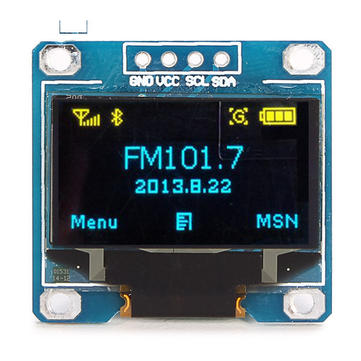 GND VCC SCL SDA
G
FM101.7
2013.8.22
Menu MSN